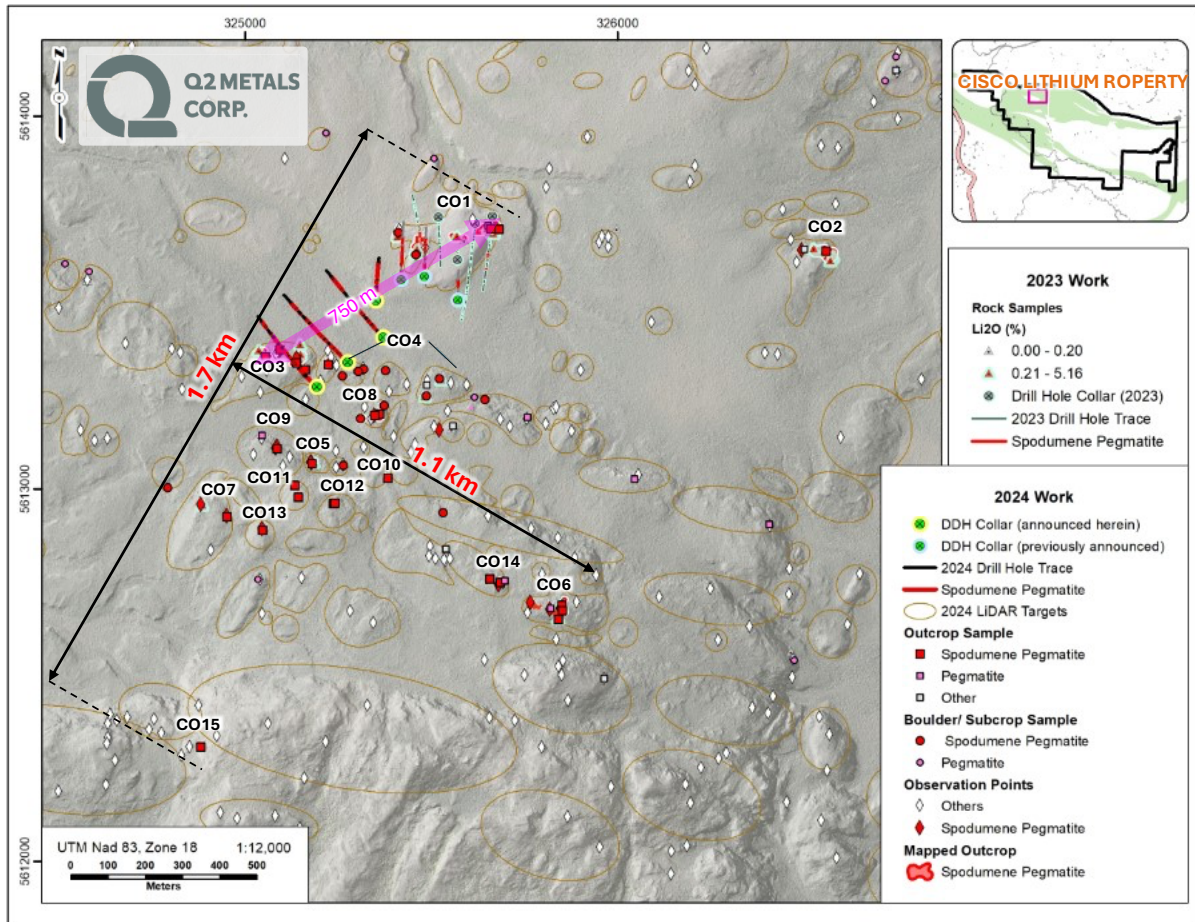 325000
326000
5614000
5613000
5612000
N
Q2 METALS
CORP.
CISCO LITHIUM ROPERTY
CO1
CO2
750 m
CO4
CO3
1.7 km
CO8
CO9
CO5
1.1 km
CO10
CO11
CO12
CO7
CO13
CO14
CO6
CO15
UTM Nad 83, Zone 18 1:12,000
0 100 200 300 400 500
Meters
2023 Work
Rock Samples
Li2O (%)
0.00 - 0.20
0.21 - 5.16
Drill Hole Collar (2023)
2023 Drill Hole Trace
Spodumene Pegmatite
2024 Work
DDH Collar (announced herein)
DDH Collar (previously announced)
2024 Drill Hole Trace
Spodumene Pegmatite
2024 LiDAR Targets
Outcrop Sample
Spodumene Pegmatite
Pegmatite
Other
Boulder/ Subcrop Sample
Spodumene Pegmatite
Pegmatite
Observation Points
Others
Spodumene Pegmatite
Mapped Outcrop
Spodumene Pegmatite